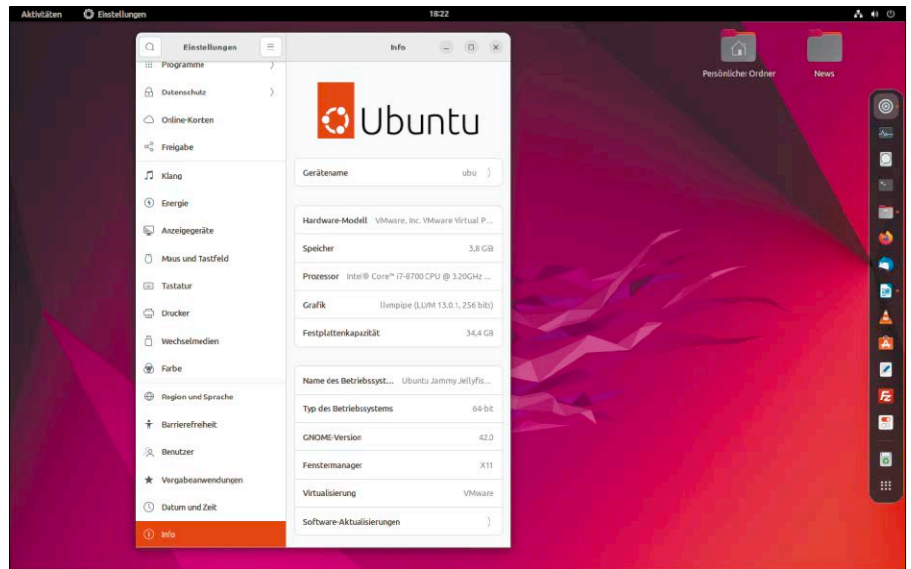 Aktivitäten
Einstellungen
18:22
Einstellungen
Info
Persönlicher Ordner
News
Programme
Datenschutz
Online-Konten
Freigabe
Klang
Energie
Anzeigegeräte
Maus und Tastfeld
Tastatur
Drucker
Wechselmedien
Farbe
Region und Sprache
Barrierefreiheit
Benutzer
Vorgabeanwendungen
Datum und Zeit
Info
Ubuntu
Gerätename ubu
Hardware-Modell VMware, Inc. VMware Virtual P...
Speicher 3,8 GiB
Prozessor Intel® Core™ i7-8700 CPU @ 3.20GHz ...
Grafik llvmpipe (LLVM 13.0.1, 256 bits)
Festplattenkapazität 34,4 GB
Name des Betriebssyst... Ubuntu Jammy Jellyfis...
Typ des Betriebssystems 64-bit
GNOME-Version 42.0
Fenstermanager X11
Virtualisierung VMware
Software-Aktualisierungen
Fz